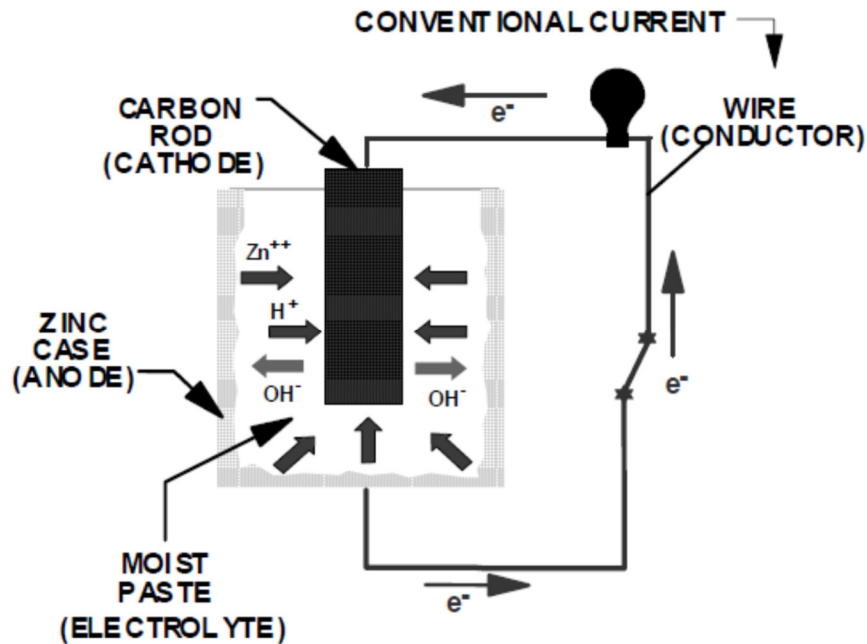 CONVENTIONAL CURRENT
CARBON
ROD
(CATHODE)
e⁻
WIRE
(CONDUCTOR)
Zn⁺⁺
H⁺
ZINC
CASE
(ANODE)
OH⁻
OH⁻
e⁻
MOIST
PASTE
(ELECTROLYTE)
e⁻